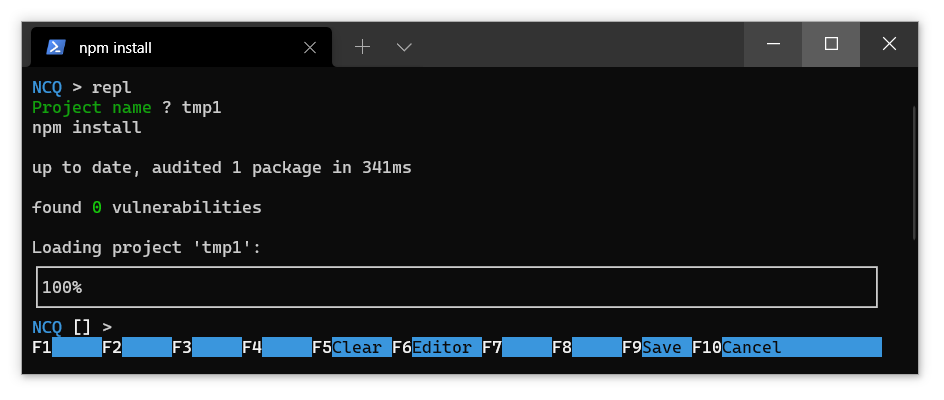 npm install
NCQ > repl
Project name ? tmp1
npm install
up to date, audited 1 package in 341ms
found 0 vulnerabilities
Loading project 'tmp1':
100%
NCQ [] >
F1 F2 F3 F4 F5Clear F6Editor F7 F8 F9Save F10Cancel